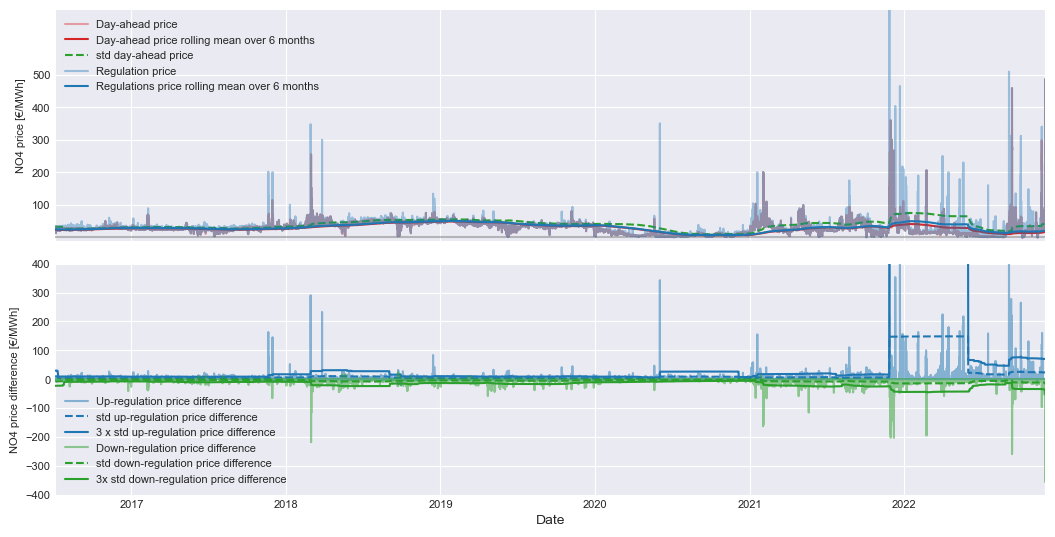 Day-ahead price
Day-ahead price rolling mean over 6 months
std day-ahead price
Regulation price
Regulations price rolling mean over 6 months
NO4 price [€/MWh]
500
400
300
200
100
NO4 price difference [€/MWh]
400
300
200
100
0
−100
−200
−300
−400
Up-regulation price difference
std up-regulation price difference
3 x std up-regulation price difference
Down-regulation price difference
std down-regulation price difference
3x std down-regulation price difference
2017 2018 2019 2020 2021 2022
Date